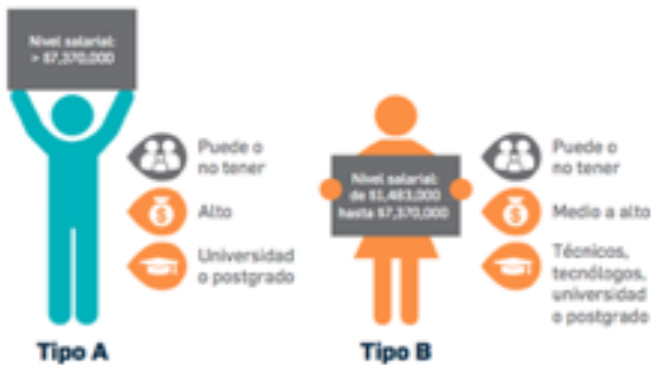 Nivel salarial:
> $7,370,000
Puede o
no tener
Alto
Universidad
o postgrado
Tipo A
Nivel salarial:
de $1,483,000
hasta $7,370,000
Puede o
no tener
Medio a alto
Técnicos,
tecnólogos,
universidad
o postgrado
Tipo B